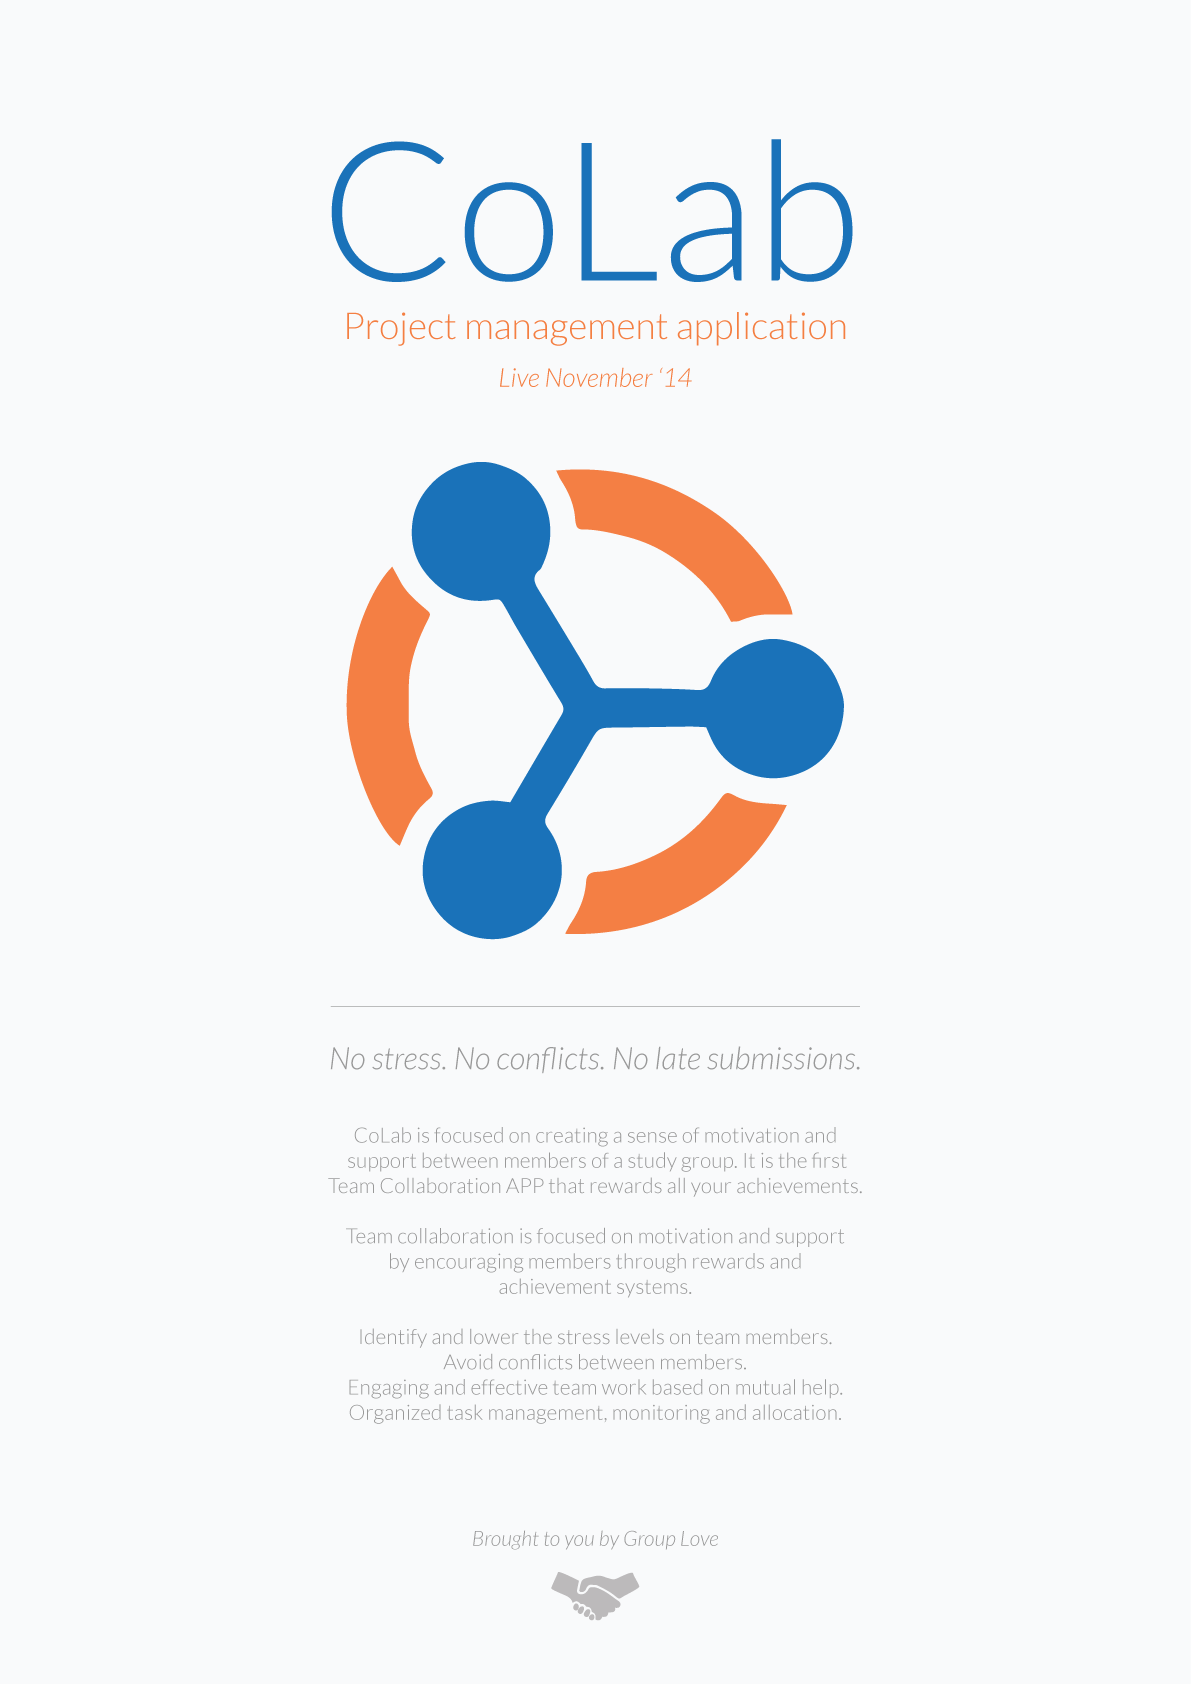 CoLab
Project management application
Live November ‘14
No stress. No conflicts. No late submissions.
CoLab is focused on creating a sense of motivation and
support between members of a study group. It is the first
Team Collaboration APP that rewards all your achievements.
Team collaboration is focused on motivation and support
by encouraging members through rewards and
achievement systems.
Identify and lower the stress levels on team members.
Avoid conflicts between members.
Engaging and effective team work based on mutual help.
Organized task management, monitoring and allocation.
Brought to you by Group Love